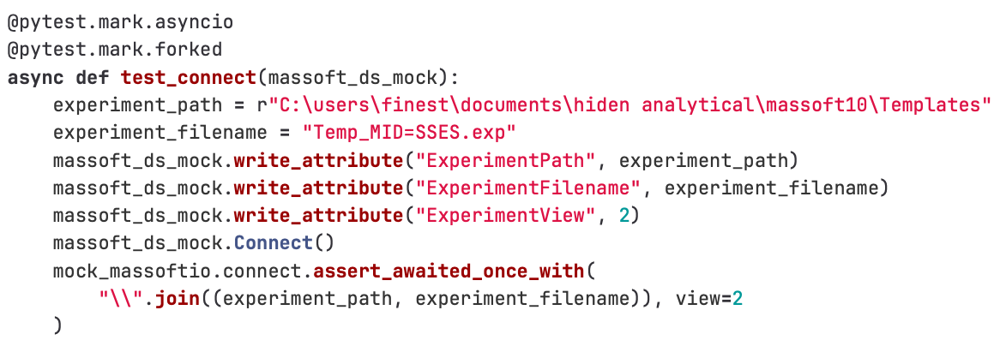 @pytest.mark.asyncio
@pytest.mark.forked
async def test_connect(massoft_ds_mock):
    experiment_path = r"C:\users\finest\documents\hiden analytical\massoft10\Templates"
    experiment_filename = "Temp_MID=SSES.exp"
    massoft_ds_mock.write_attribute("ExperimentPath", experiment_path)
    massoft_ds_mock.write_attribute("ExperimentFilename", experiment_filename)
    massoft_ds_mock.write_attribute("ExperimentView", 2)
    massoft_ds_mock.Connect()
    mock_massoftio.connect.assert_awaited_once_with(
        "\\".join((experiment_path, experiment_filename)), view=2
    )